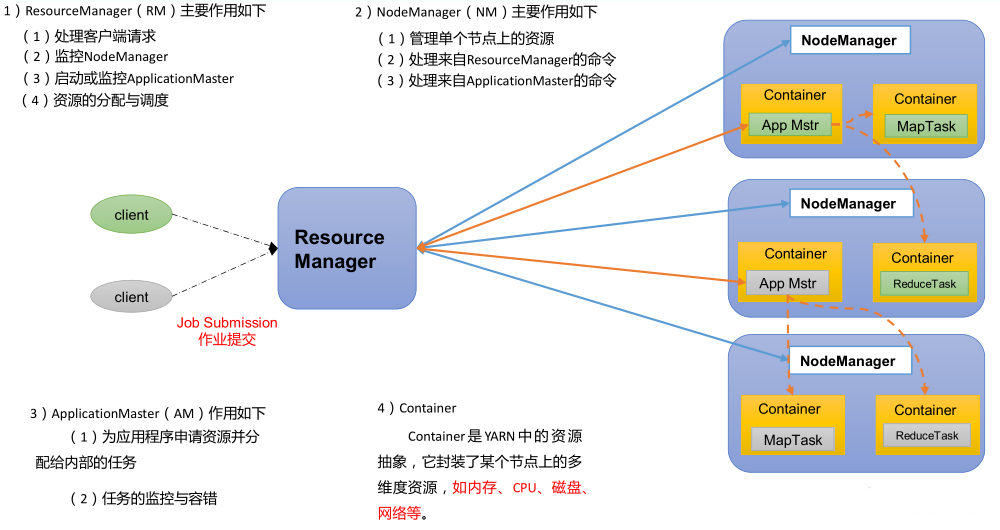 1）ResourceManager（RM）主要作用如下
（1）处理客户端请求
（2）监控NodeManager
（3）启动或监控ApplicationMaster
（4）资源的分配与调度
2）NodeManager（NM）主要作用如下
（1）管理单个节点上的资源
（2）处理来自ResourceManager的命令
（3）处理来自ApplicationMaster的命令
client
client
Job Submission
作业提交
Resource
Manager
NodeManager
Container
App Mstr
Container
MapTask
NodeManager
Container
App Mstr
Container
ReduceTask
NodeManager
Container
MapTask
Container
ReduceTask
3）ApplicationMaster（AM）作用如下
（1）为应用程序申请资源并分
配给内部的任务
（2）任务的监控与容错
4）Container
Container是YARN中的资源
抽象，它封装了某个节点上的多
维度资源，如内存、CPU、磁盘、
网络等。